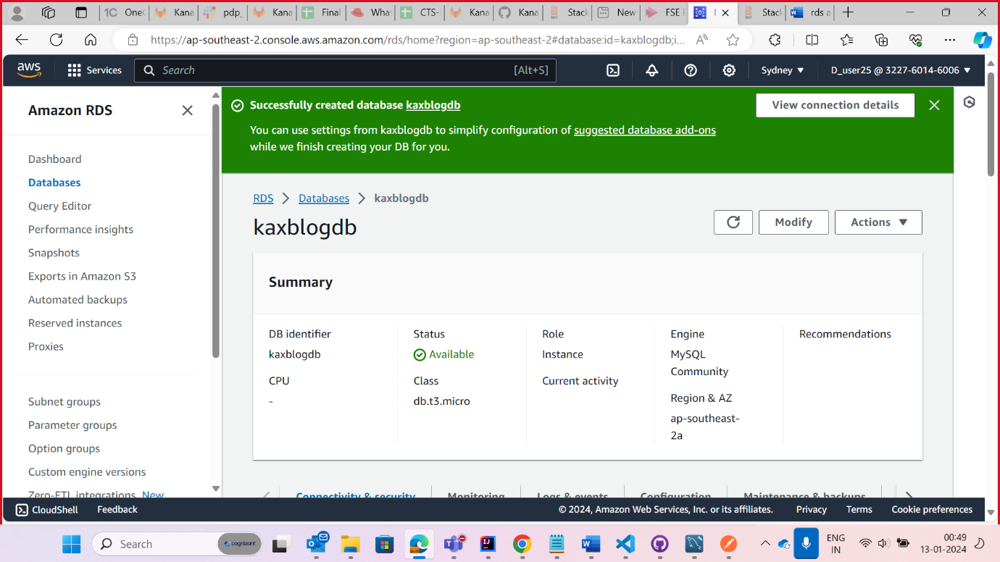 1C OneC
Kana
pdp_
Kana
Final
What
CTS-
Kana
Kana
Stack
New
FSE F
Stack
rds a
https://ap-southeast-2.console.aws.amazon.com/rds/home?region=ap-southeast-2#database:id=kaxblogdb;i...
aws
Services
Search
[Alt+S]
Sydney
D_user25 @ 3227-6014-6006
Amazon RDS
Dashboard
Databases
Query Editor
Performance insights
Snapshots
Exports in Amazon S3
Automated backups
Reserved instances
Proxies
Subnet groups
Parameter groups
Option groups
Custom engine versions
Zero-ETL integrations New
Successfully created database kaxblogdb
View connection details
You can use settings from kaxblogdb to simplify configuration of suggested database add-ons
while we finish creating your DB for you.
RDS > Databases > kaxblogdb
kaxblogdb
Modify
Actions
Summary
DB identifier
kaxblogdb
CPU
-
Status
Available
Class
db.t3.micro
Role
Instance
Current activity
Engine
MySQL
Community
Region & AZ
ap-southeast-
2a
Recommendations
Connectivity & security
Monitoring
Logs & events
Configuration
Maintenance & backups
CloudShell
Feedback
© 2024, Amazon Web Services, Inc. or its affiliates.
Privacy
Terms
Cookie preferences
Search
cognizant
ENG
IN
00:49
13-01-2024